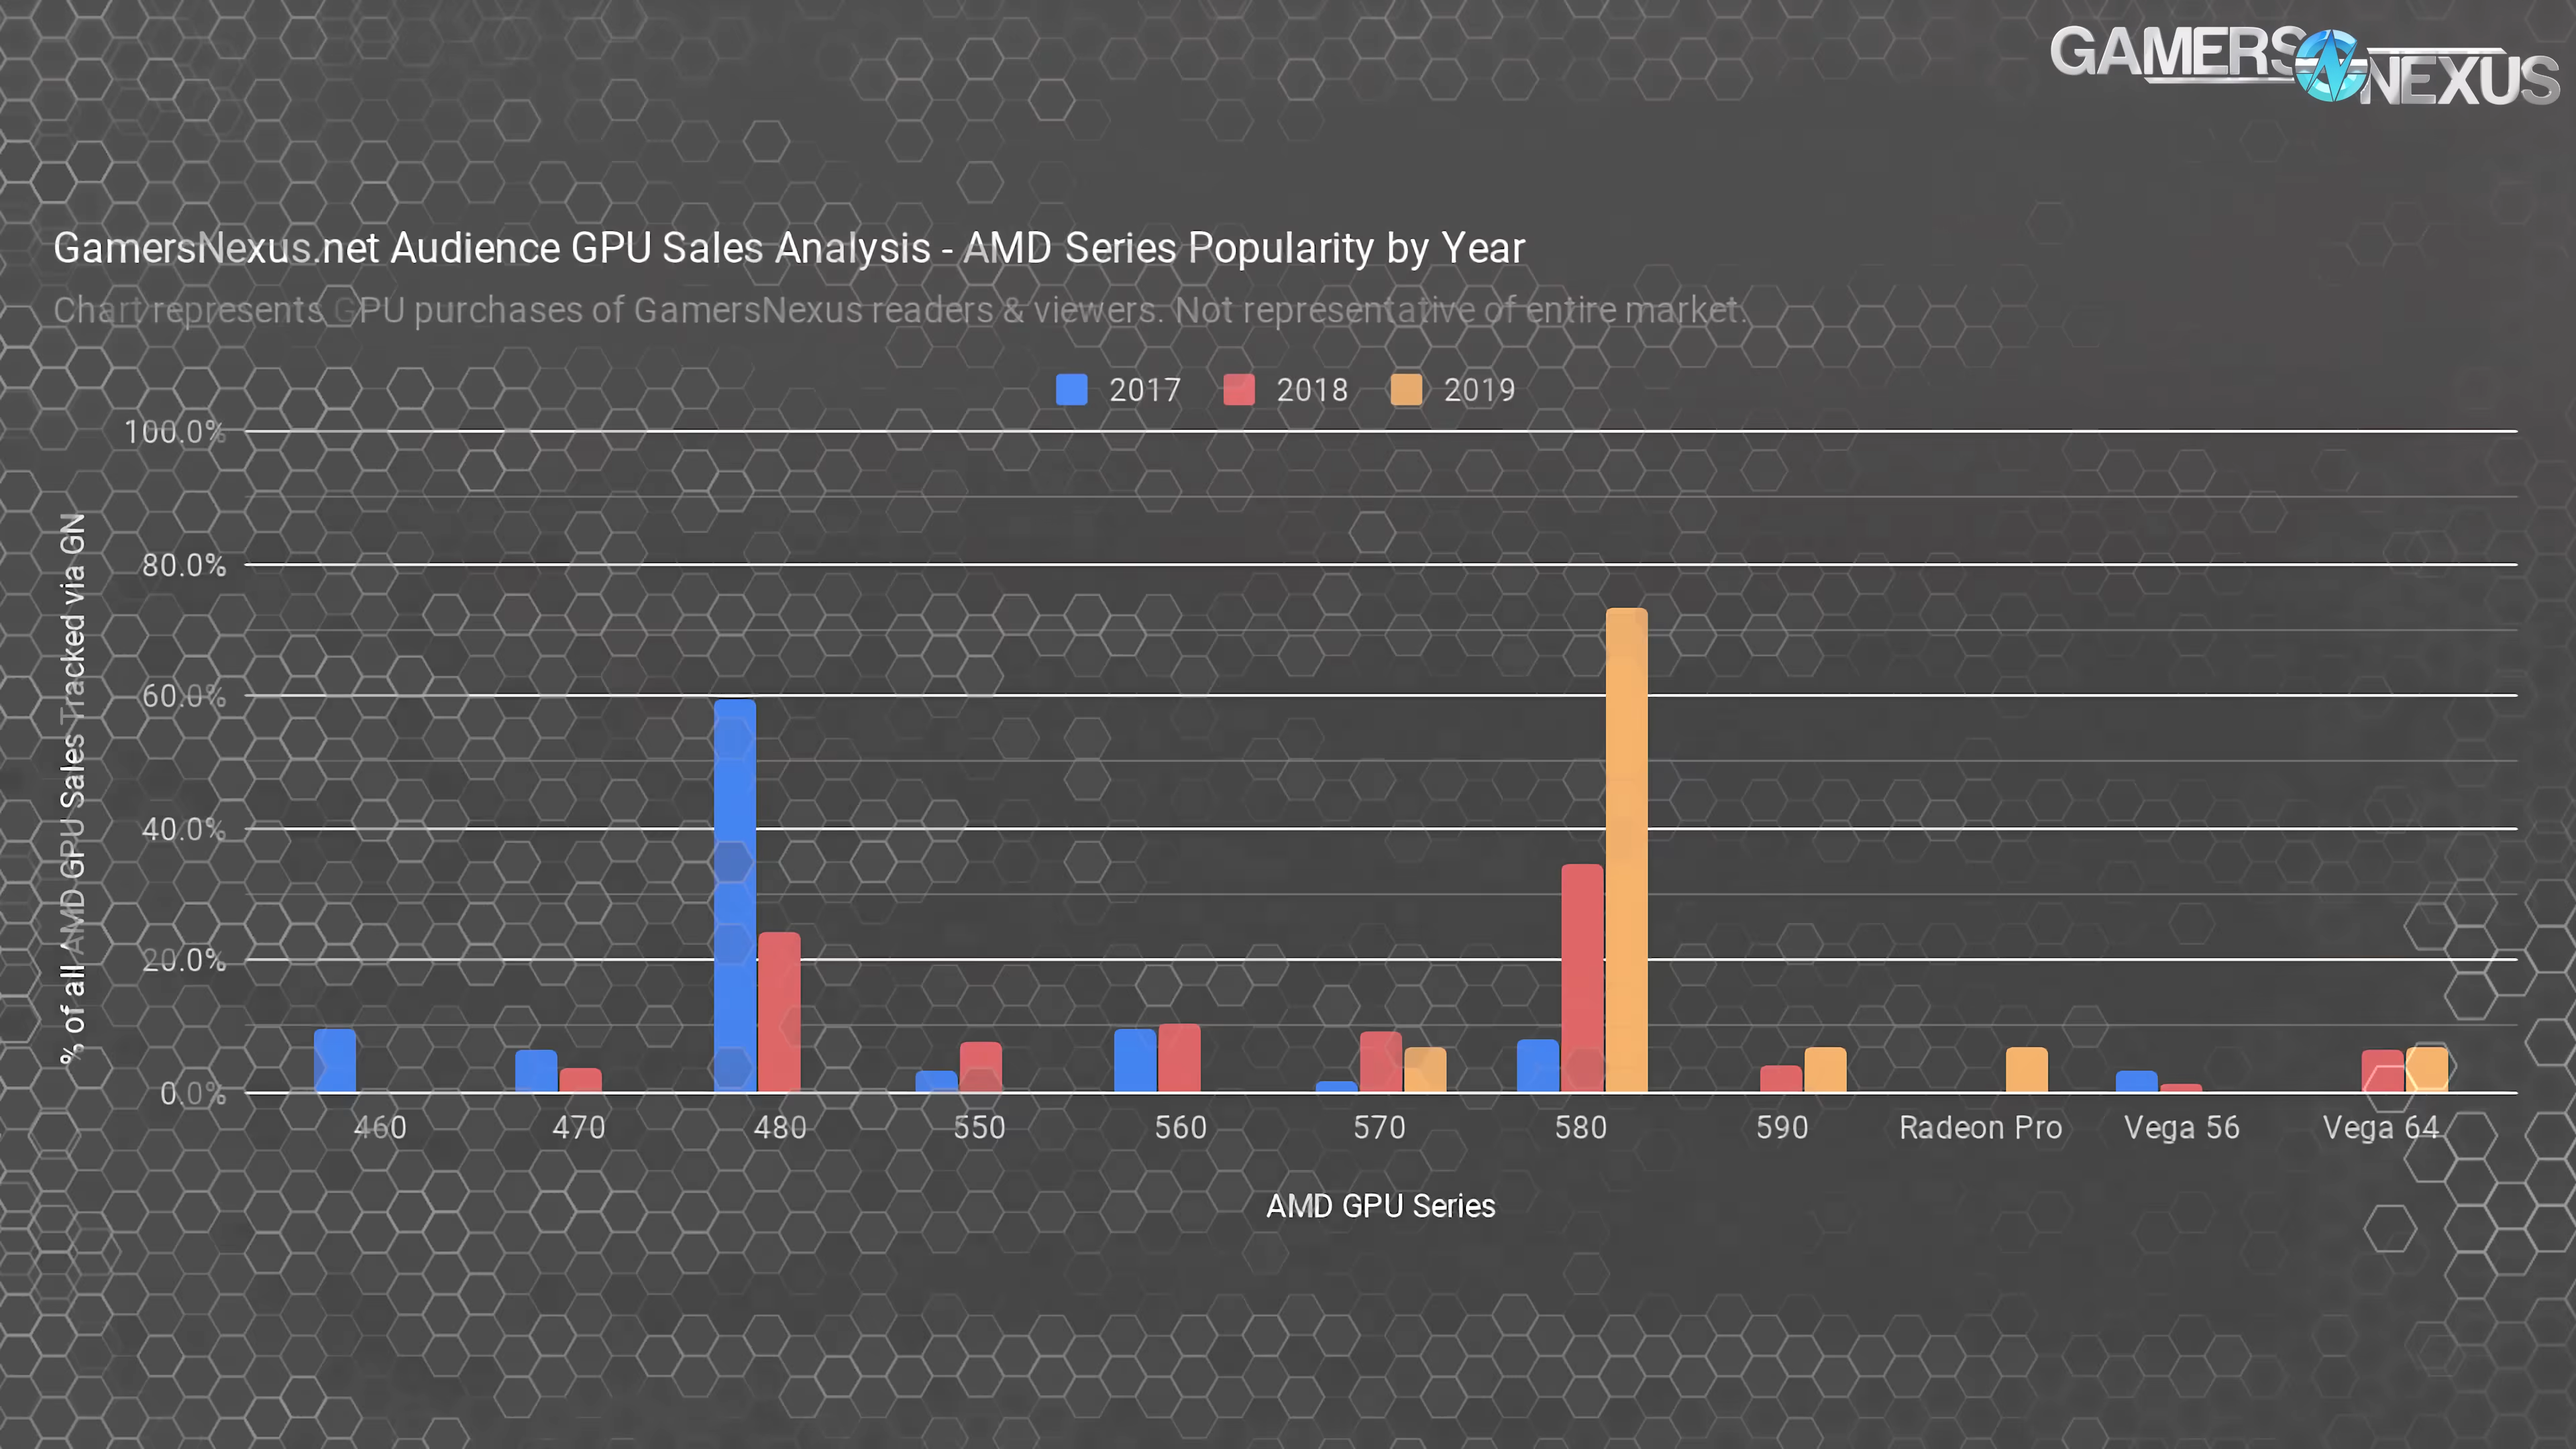 GAMERS NEXUS
GamersNexus.net Audience GPU Sales Analysis - AMD Series Popularity by Year
Chart represents GPU purchases of GamersNexus readers & viewers. Not representative of entire market.
2017 2018 2019
% of all AMD GPU Sales Tracked via GN
100.0%
80.0%
60.0%
40.0%
20.0%
0.0%
460 470 480 550 560 570 580 590 Radeon Pro Vega 56 Vega 64
AMD GPU Series